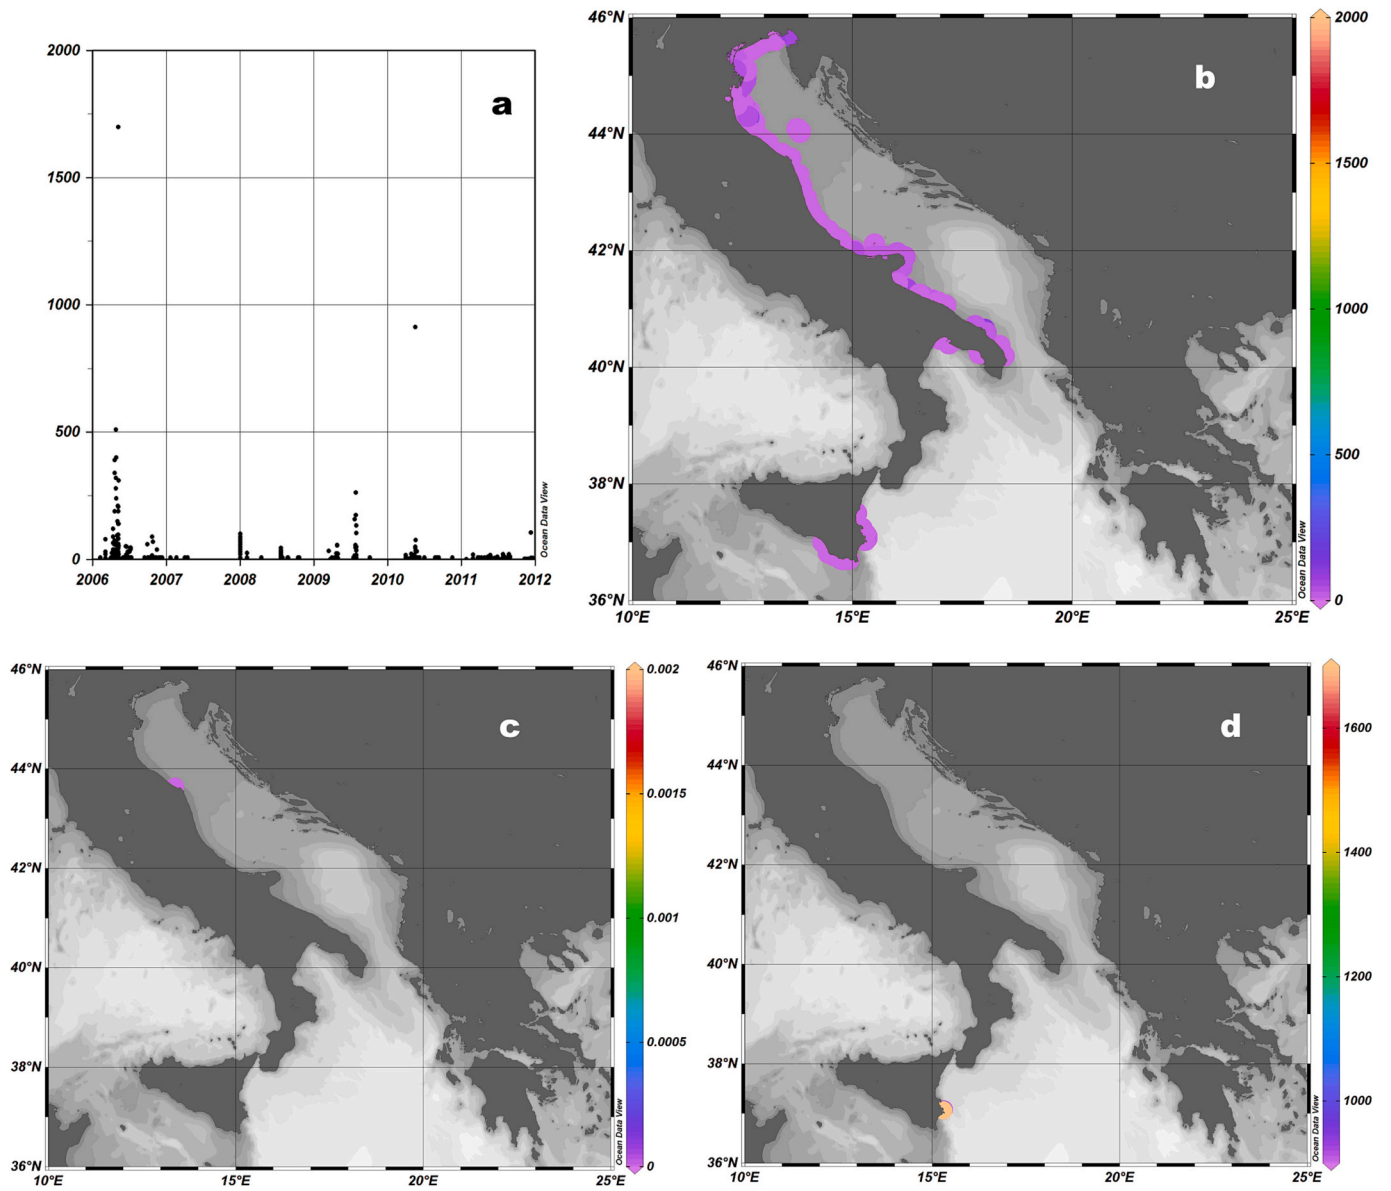 a
2000
1500
1000
500
0
2006 2007 2008 2009 2010 2011 2012
Ocean Data View
b
46°N
44°N
42°N
40°N
38°N
36°N
10°E 15°E 20°E 25°E
2000
1500
1000
500
0
Ocean Data View
c
46°N
44°N
42°N
40°N
38°N
36°N
10°E 15°E 20°E 25°E
0.002
0.0015
0.001
0.0005
0
Ocean Data View
d
46°N
44°N
42°N
40°N
38°N
36°N
10°E 15°E 20°E 25°E
1600
1400
1200
1000
Ocean Data View